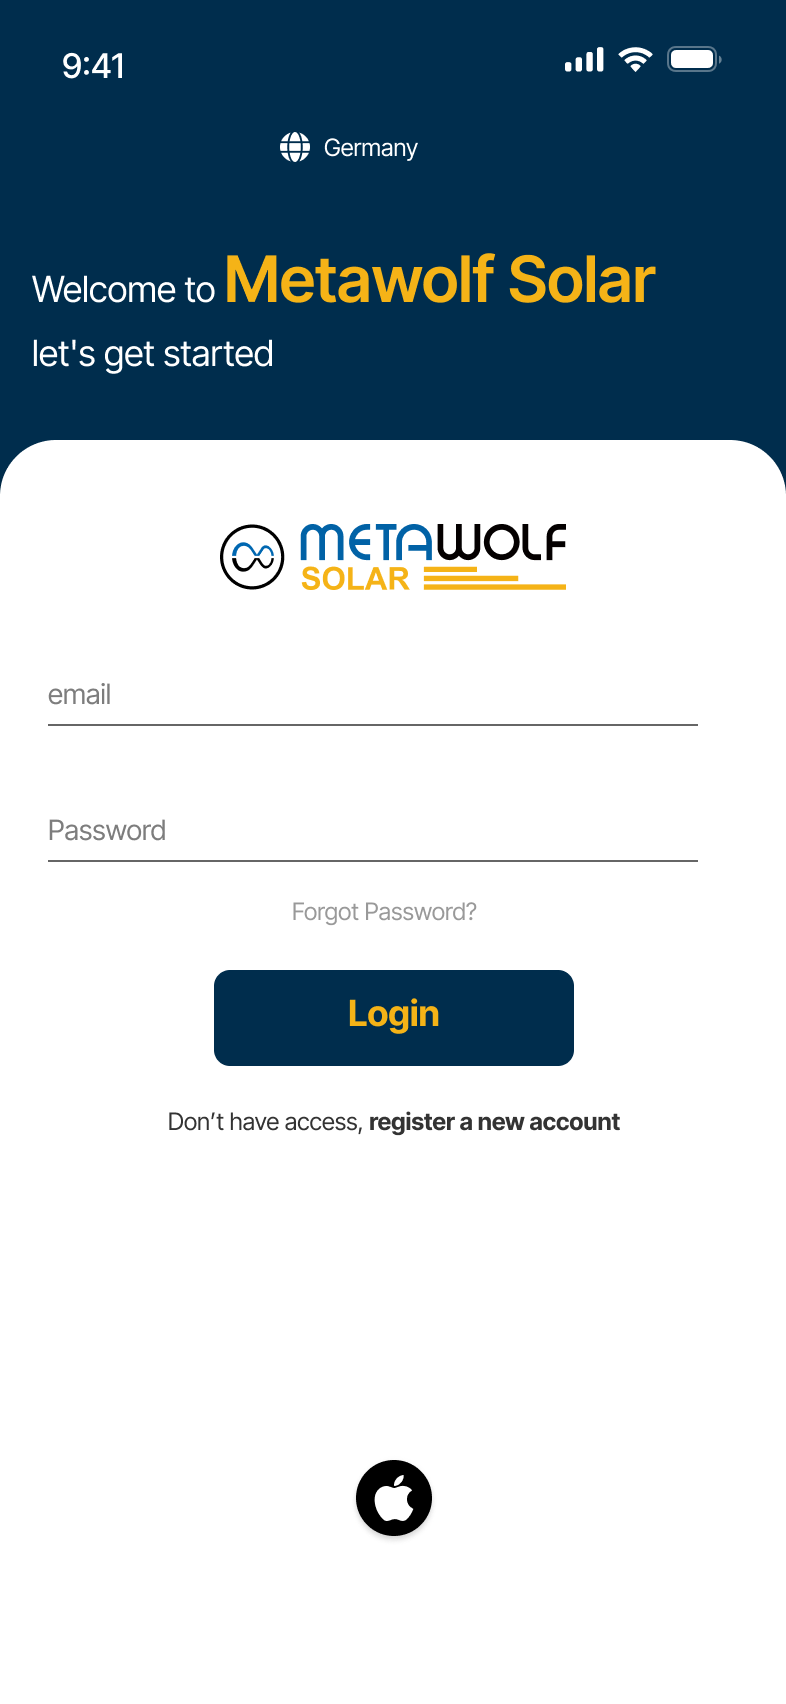 9:41
Germany
Welcome to Metawolf Solar
let's get started
METAWOLF
SOLAR
email
Password
Forgot Password?
Login
Don’t have access, register a new account